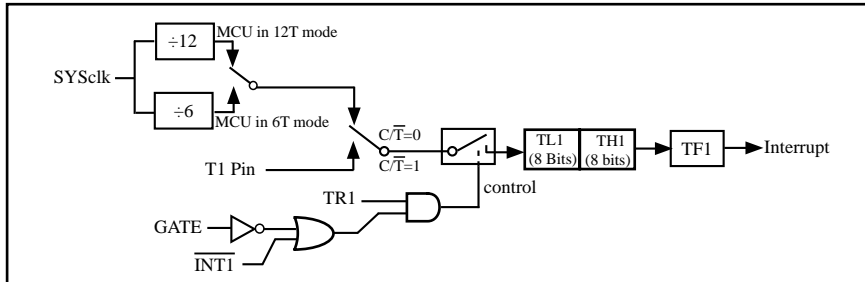 ÷12
MCU in 12T mode
SYSclk
÷6
MCU in 6T mode
C/T̅=0
C/T̅=1
T1 Pin
TL1
(8 Bits)
TH1
(8 bits)
TF1
Interrupt
control
TR1
GATE
I̅N̅T̅1̅